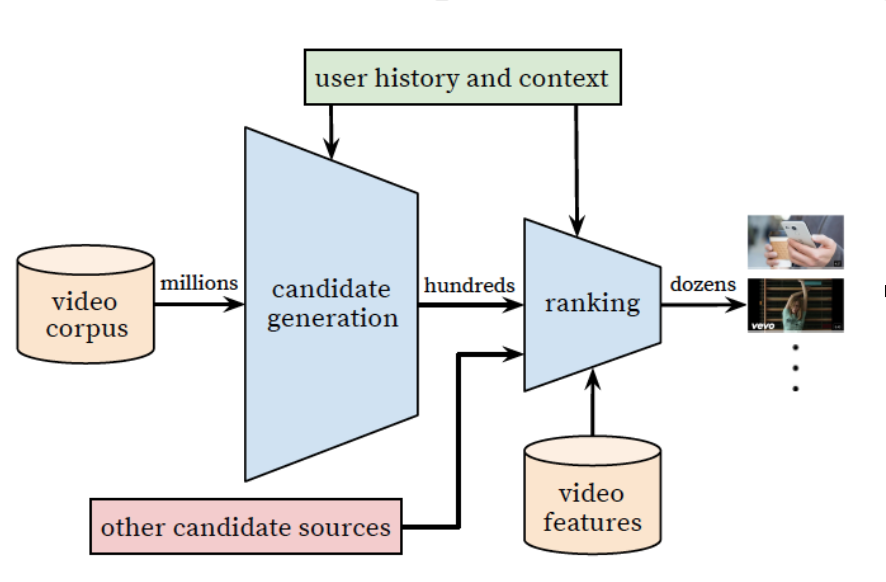 user history and context
millions
video
corpus
candidate
generation
hundreds
ranking
dozens
vevo
other candidate sources
video
features